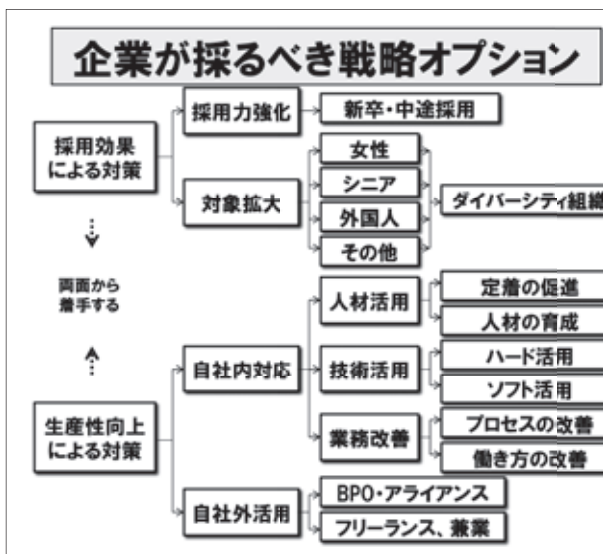 企業が採るべき戦略オプション
採用効果
による対策
採用力強化
新卒・中途採用
対象拡大
女性
シニア
外国人
その他
ダイバーシティ組織
両面から
着手する
生産性向上
による対策
自社内対応
人材活用
定着の促進
人材の育成
技術活用
ハード活用
ソフト活用
業務改善
プロセスの改善
働き方の改善
自社外活用
BPO・アライアンス
フリーランス、兼業